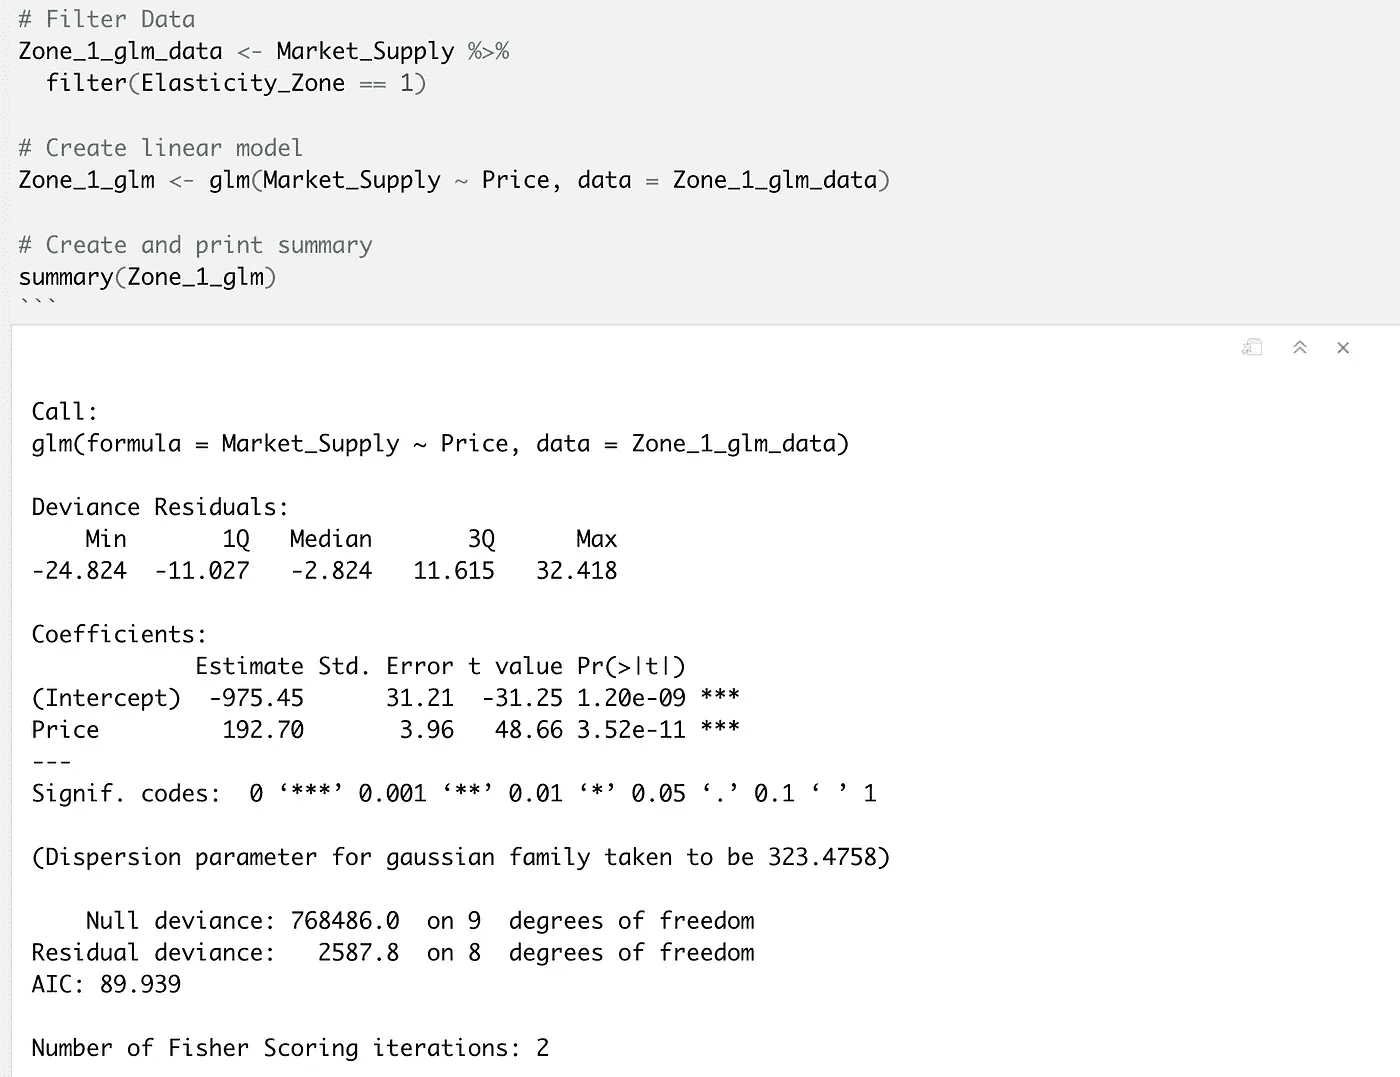 # Filter Data
Zone_1_glm_data <- Market_Supply %>%
  filter(Elasticity_Zone == 1)
# Create linear model
Zone_1_glm <- glm(Market_Supply ~ Price, data = Zone_1_glm_data)
# Create and print summary
summary(Zone_1_glm)
```
Call:
glm(formula = Market_Supply ~ Price, data = Zone_1_glm_data)
Deviance Residuals:
    Min       1Q   Median       3Q      Max
-24.824  -11.027   -2.824   11.615   32.418
Coefficients:
            Estimate Std. Error t value Pr(>|t|)
(Intercept)  -975.45      31.21  -31.25 1.20e-09 ***
Price         192.70       3.96   48.66 3.52e-11 ***
---
Signif. codes:  0 ‘***’ 0.001 ‘**’ 0.01 ‘*’ 0.05 ‘.’ 0.1 ‘ ’ 1
(Dispersion parameter for gaussian family taken to be 323.4758)
    Null deviance: 768486.0  on 9  degrees of freedom
Residual deviance:   2587.8  on 8  degrees of freedom
AIC: 89.939
Number of Fisher Scoring iterations: 2